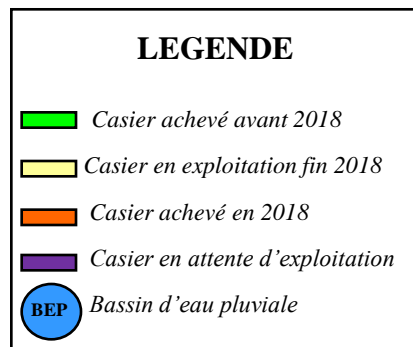 LEGENDE
Casier achevé avant 2018
Casier en exploitation fin 2018
Casier achevé en 2018
Casier en attente d’exploitation
BEP Bassin d’eau pluviale